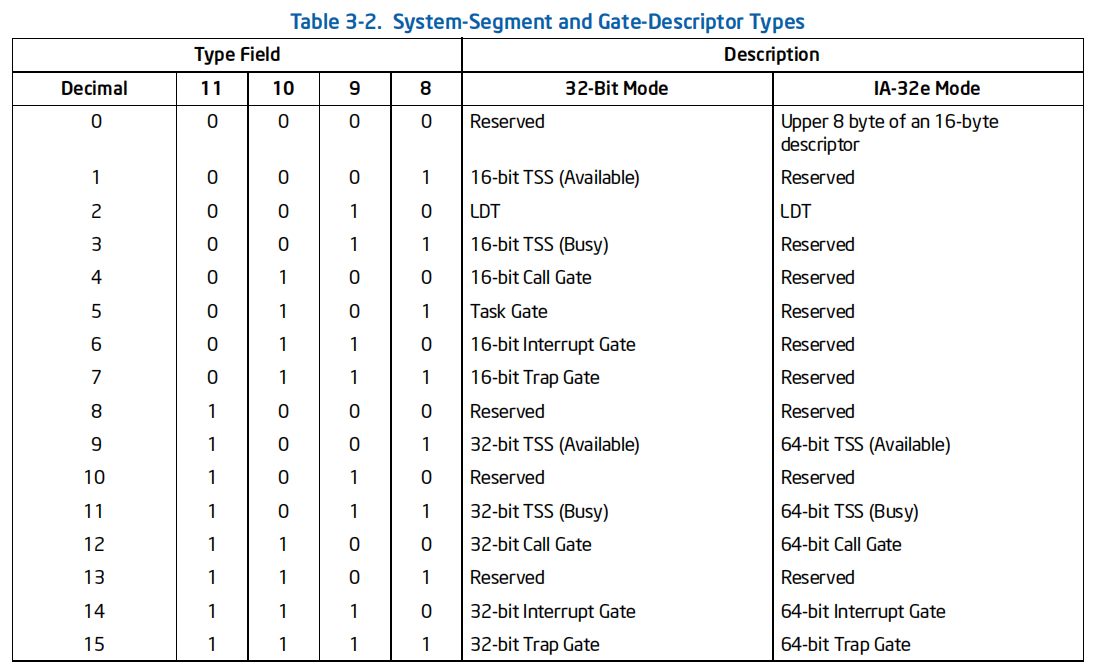 Table 3-2. System-Segment and Gate-Descriptor Types
Type Field Description
Decimal 11 10 9 8 32-Bit Mode IA-32e Mode
0 0 0 0 0 Reserved Upper 8 byte of an 16-byte
descriptor
1 0 0 0 1 16-bit TSS (Available) Reserved
2 0 0 1 0 LDT LDT
3 0 0 1 1 16-bit TSS (Busy) Reserved
4 0 1 0 0 16-bit Call Gate Reserved
5 0 1 0 1 Task Gate Reserved
6 0 1 1 0 16-bit Interrupt Gate Reserved
7 0 1 1 1 16-bit Trap Gate Reserved
8 1 0 0 0 Reserved Reserved
9 1 0 0 1 32-bit TSS (Available) 64-bit TSS (Available)
10 1 0 1 0 Reserved Reserved
11 1 0 1 1 32-bit TSS (Busy) 64-bit TSS (Busy)
12 1 1 0 0 32-bit Call Gate 64-bit Call Gate
13 1 1 0 1 Reserved Reserved
14 1 1 1 0 32-bit Interrupt Gate 64-bit Interrupt Gate
15 1 1 1 1 32-bit Trap Gate 64-bit Trap Gate